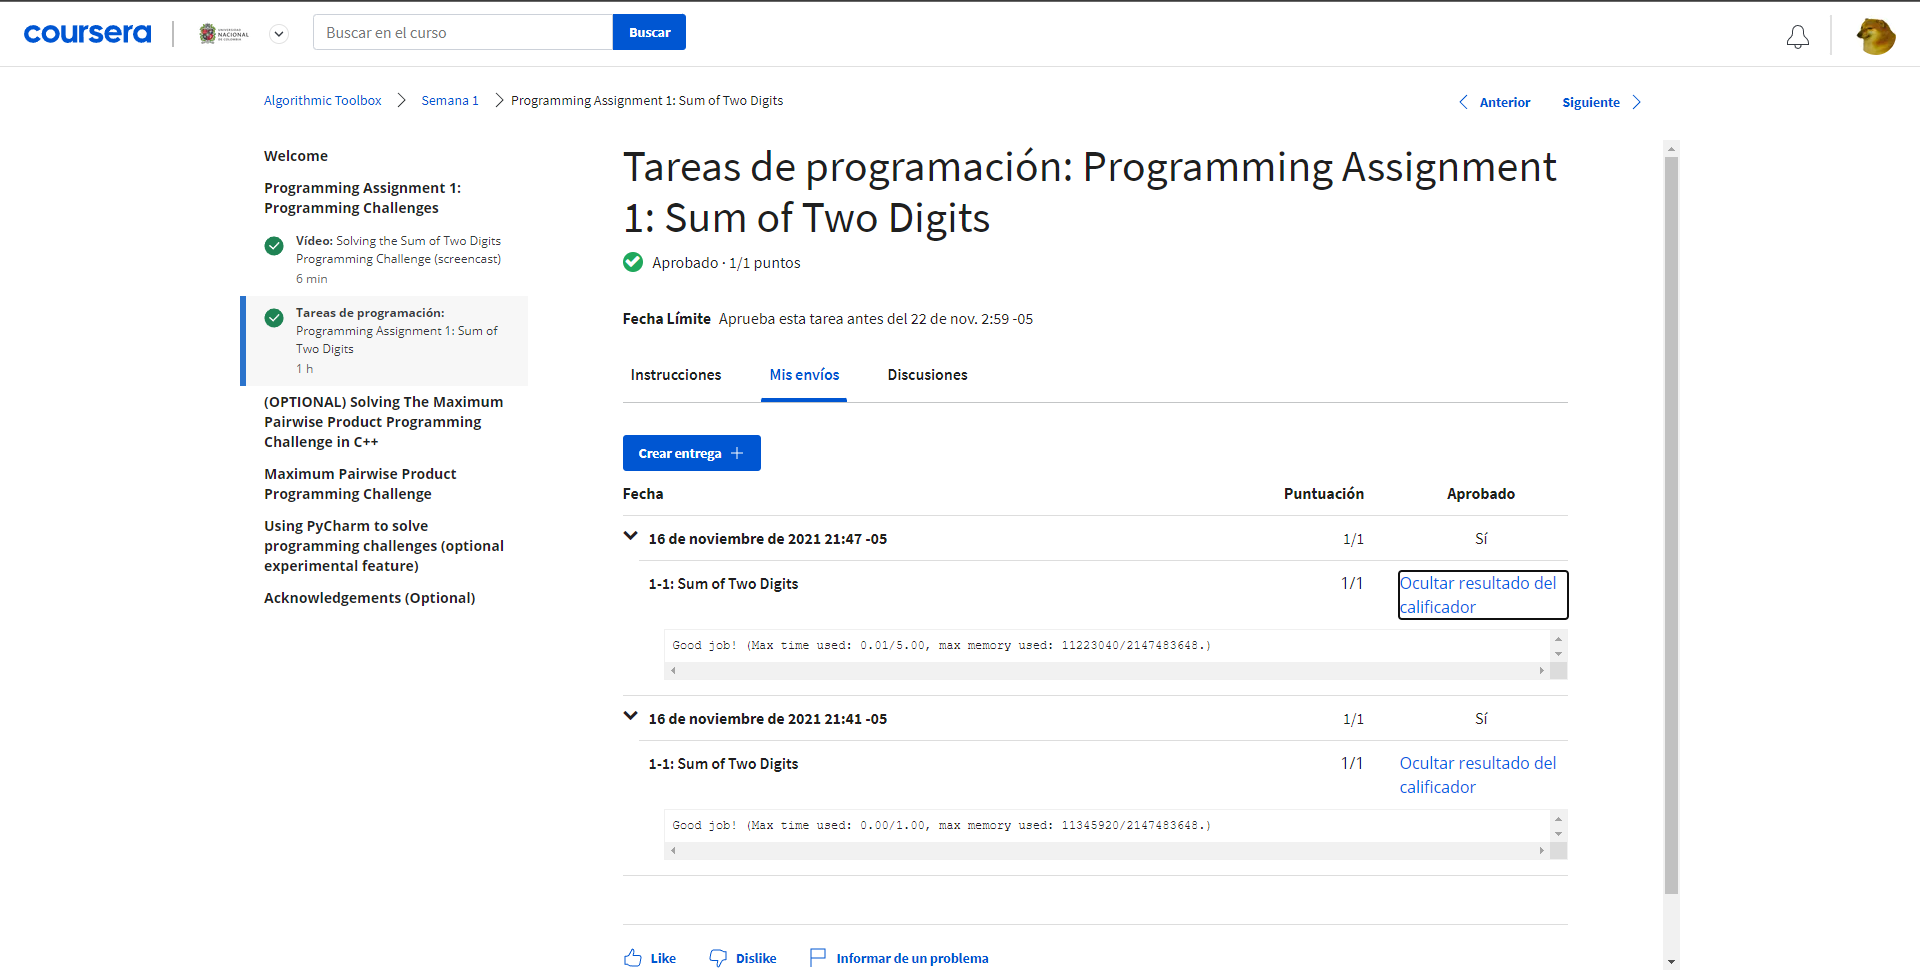 coursera
UNIVERSIDAD
NACIONAL
DE COLOMBIA
Buscar en el curso
Buscar
Algorithmic Toolbox
Semana 1
Programming Assignment 1: Sum of Two Digits
Anterior
Siguiente
Welcome
Programming Assignment 1:
Programming Challenges
Vídeo: Solving the Sum of Two Digits
Programming Challenge (screencast)
6 min
Tareas de programación:
Programming Assignment 1: Sum of
Two Digits
1 h
(OPTIONAL) Solving The Maximum
Pairwise Product Programming
Challenge in C++
Maximum Pairwise Product
Programming Challenge
Using PyCharm to solve
programming challenges (optional
experimental feature)
Acknowledgements (Optional)
Tareas de programación: Programming Assignment
1: Sum of Two Digits
Aprobado · 1/1 puntos
Fecha Límite Aprueba esta tarea antes del 22 de nov. 2:59 -05
Instrucciones
Mis envíos
Discusiones
Crear entrega
Fecha Puntuación Aprobado
16 de noviembre de 2021 21:47 -05 1/1 Sí
1-1: Sum of Two Digits 1/1 Ocultar resultado del
calificador
Good job! (Max time used: 0.01/5.00, max memory used: 11223040/2147483648.)
16 de noviembre de 2021 21:41 -05 1/1 Sí
1-1: Sum of Two Digits 1/1 Ocultar resultado del
calificador
Good job! (Max time used: 0.00/1.00, max memory used: 11345920/2147483648.)
Like
Dislike
Informar de un problema